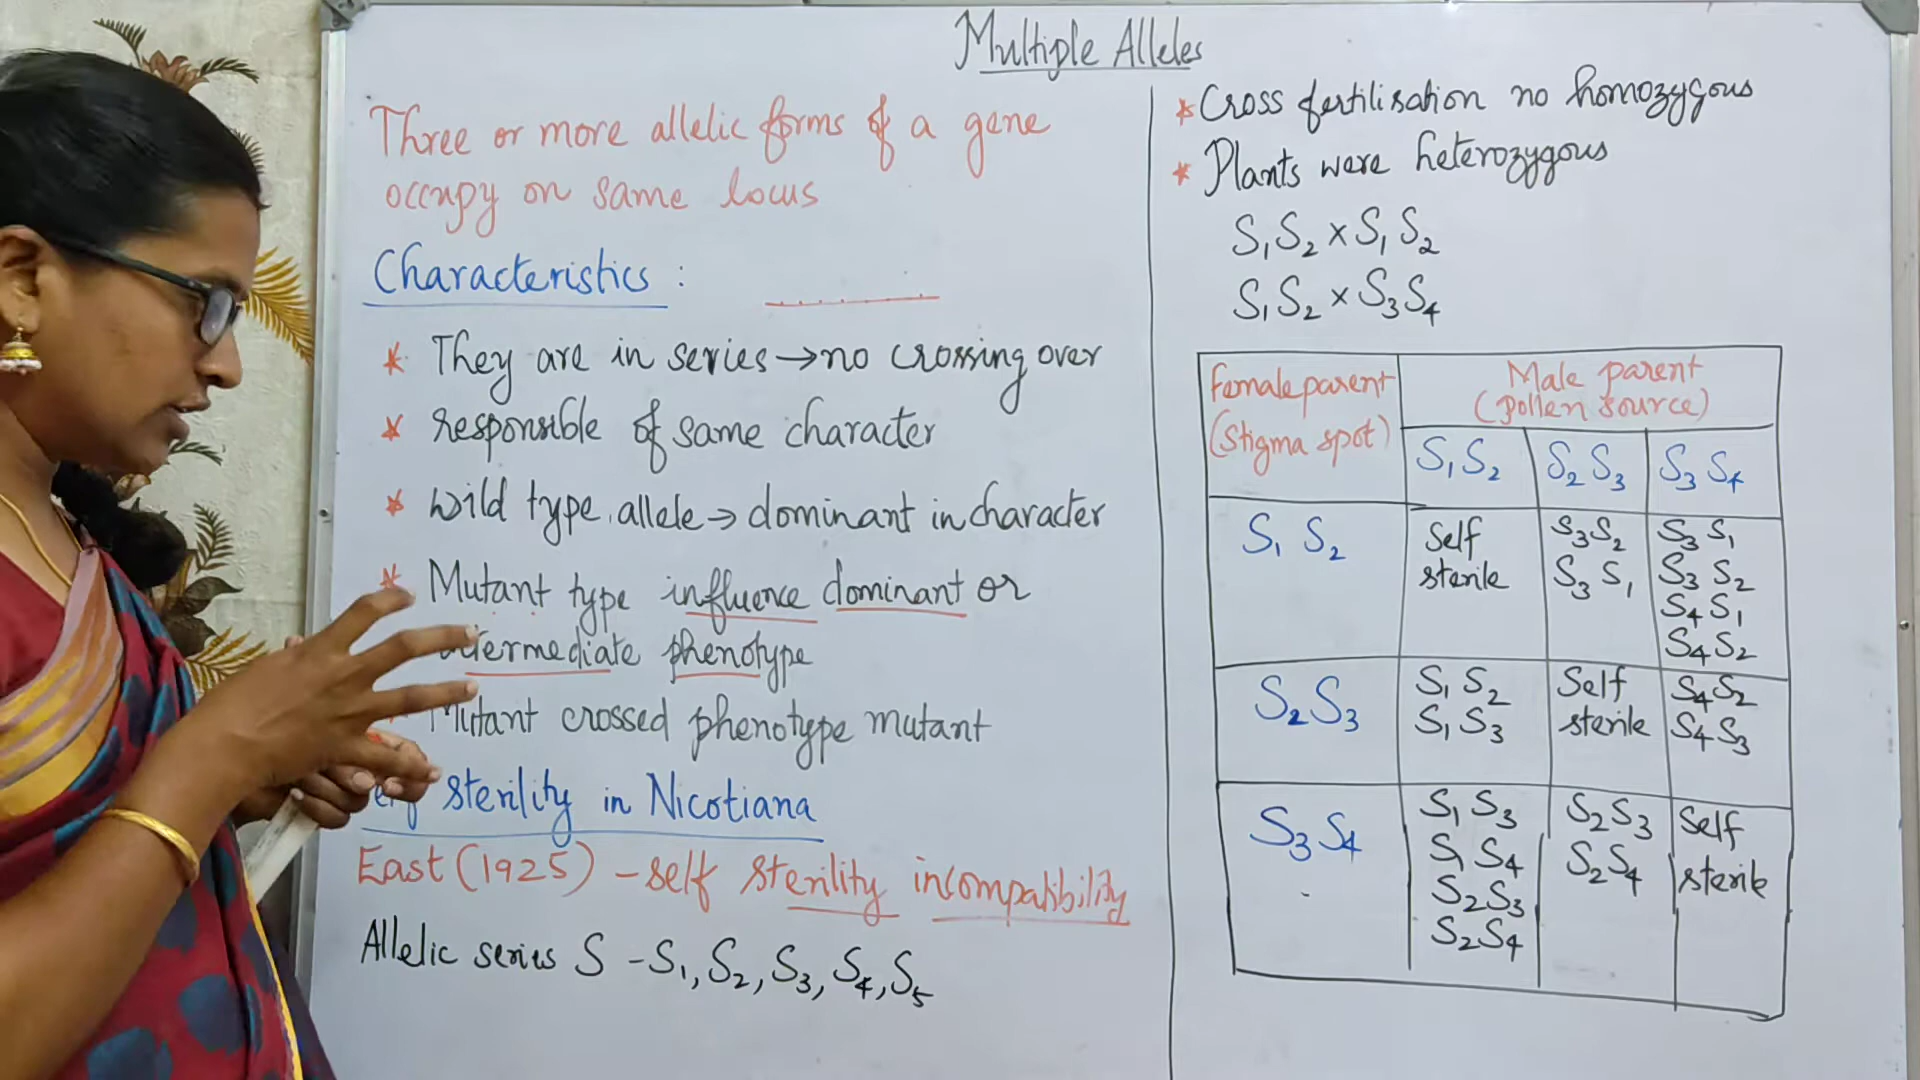 Multiple Alleles
Three or more allelic forms of a gene
occupy on same locus
Characteristics :
* They are in series → no crossing over
* responsible of same character
* Wild type allele → dominant in character
* Mutant type influence dominant or
intermediate phenotype
* Mutant crossed phenotype mutant
sterility in Nicotiana
East (1925) - self sterility incompatibility
Allelic series S - S₁, S₂, S₃, S₄, S₅
* Cross fertilisation no homozygous
* Plants were heterozygous
S₁S₂ × S₁S₂
S₁S₂ × S₃S₄
Female parent
(Stigma spot)
Male parent
(pollen source)
S₁S₂ S₂S₃ S₃S₄
S₁S₂
Self
sterile
S₃S₂
S₃S₁
S₃S₁
S₃S₂
S₄S₁
S₄S₂
S₂S₃
S₁S₂
S₁S₃
Self
sterile
S₄S₂
S₄S₃
S₃S₄
S₁S₃
S₁S₄
S₂S₃
S₂S₄
S₂S₃
S₂S₄
Self
sterile